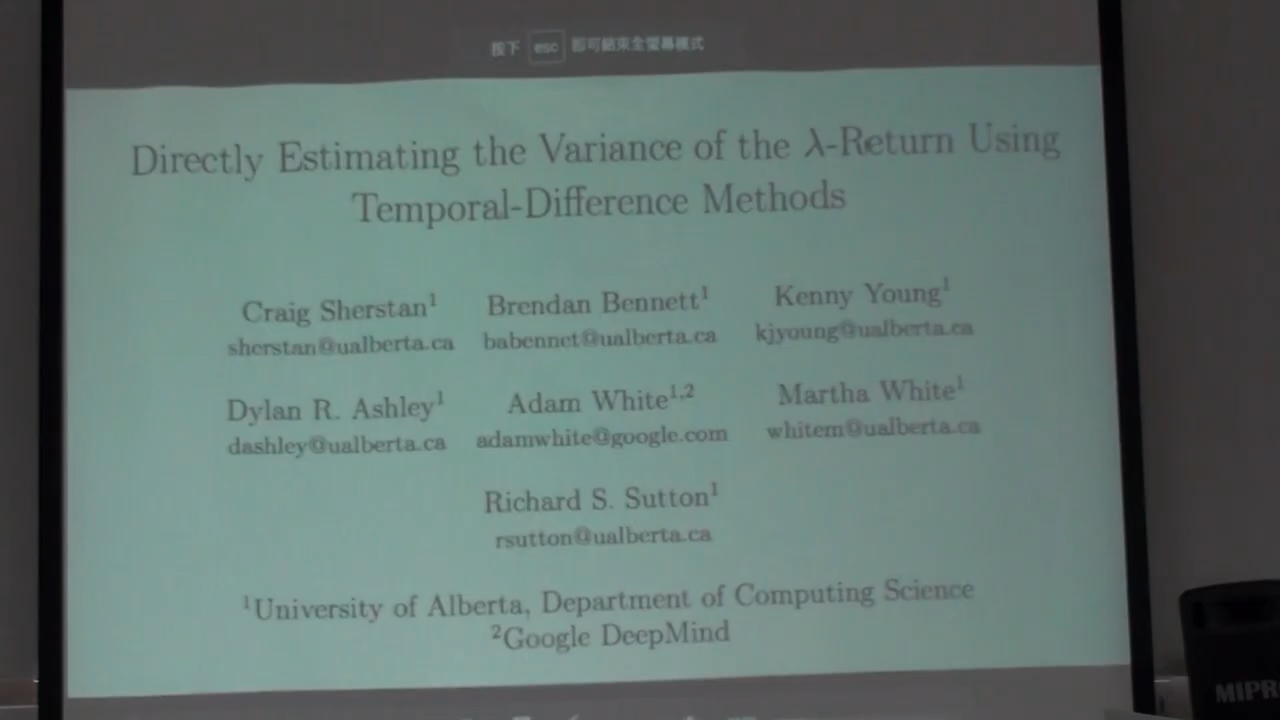 按下 esc 即可結束全螢幕模式
Directly Estimating the Variance of the λ-Return Using
Temporal-Difference Methods
Craig Sherstan¹ Brendan Bennett¹ Kenny Young¹
sherstan@ualberta.ca babennet@ualberta.ca kjyoung@ualberta.ca
Dylan R. Ashley¹ Adam White¹,² Martha White¹
dashley@ualberta.ca adamwhite@google.com whitem@ualberta.ca
Richard S. Sutton¹
rsutton@ualberta.ca
¹University of Alberta, Department of Computing Science
²Google DeepMind
MIPR